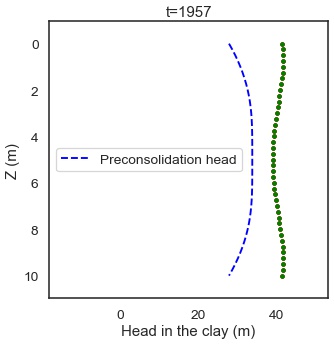 t=1957
0
2
4
6
8
10
Z (m)
Preconsolidation head
0 20 40
Head in the clay (m)